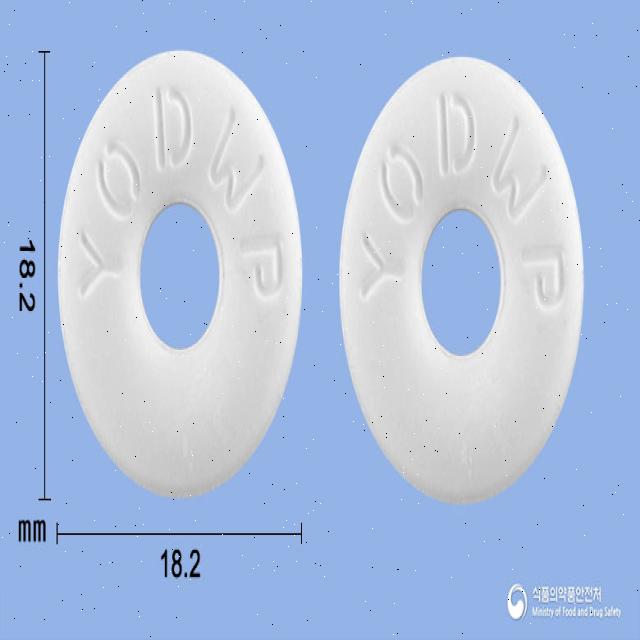 YODWP
YODWP
18.2
mm
18.2
식품의약품안전처
Ministry of Food and Drug Safety